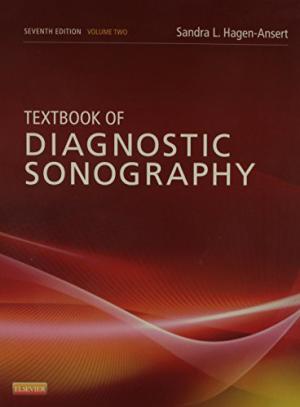 SEVENTH EDITION VOLUME TWO
Sandra L. Hagen-Ansert
TEXTBOOK OF
DIAGNOSTIC
SONOGRAPHY
ELSEVIER